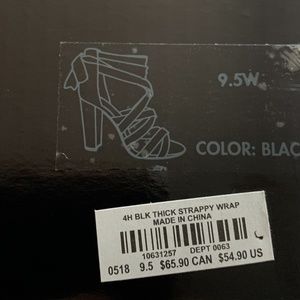 9.5W
COLOR: BLAC
4H BLK THICK STRAPPY WRAP
MADE IN CHINA
10631257 DEPT 0063
0518 9.5 $65.90 CAN $54.90 US